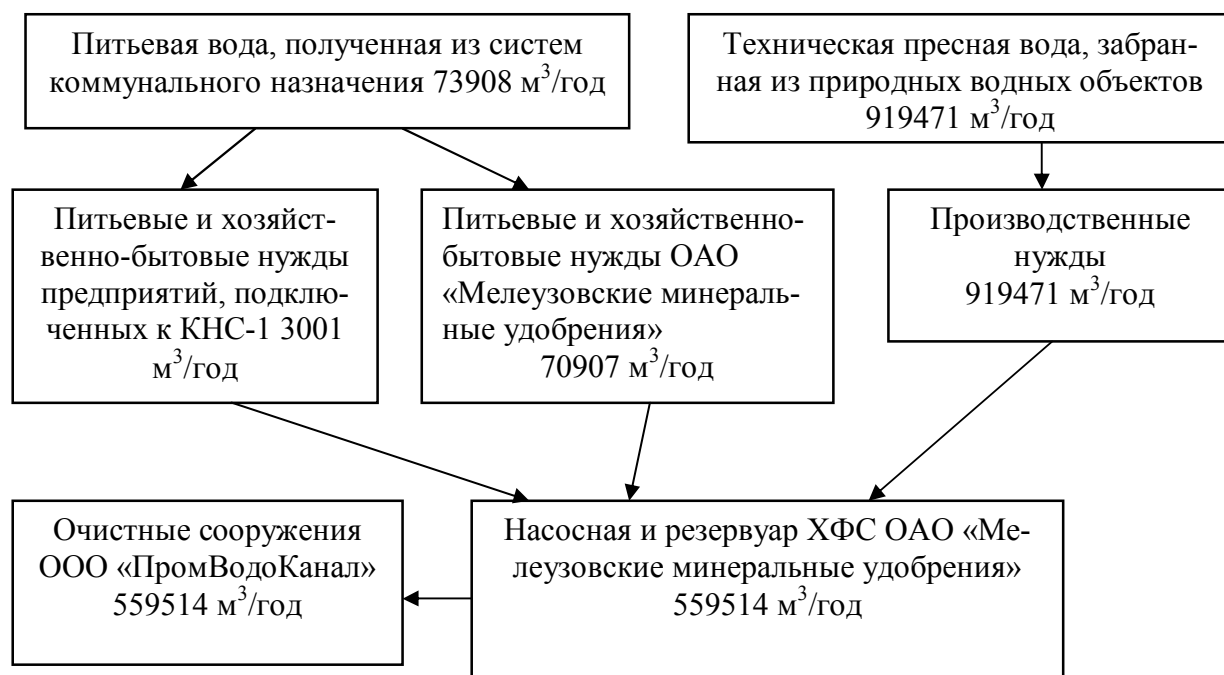 Питьевая вода, полученная из систем
коммунального назначения 73908 м³/год
Техническая пресная вода, забран-
ная из природных водных объектов
919471 м³/год
Питьевые и хозяйст-
венно-бытовые нужды
предприятий, подклю-
ченных к КНС-1 3001
м³/год
Питьевые и хозяйственно-
бытовые нужды ОАО
«Мелеузовские минераль-
ные удобрения»
70907 м³/год
Производственные
нужды
919471 м³/год
Очистные сооружения
ООО «ПромВодоКанал»
559514 м³/год
Насосная и резервуар ХФС ОАО «Ме-
леузовские минеральные удобрения»
559514 м³/год